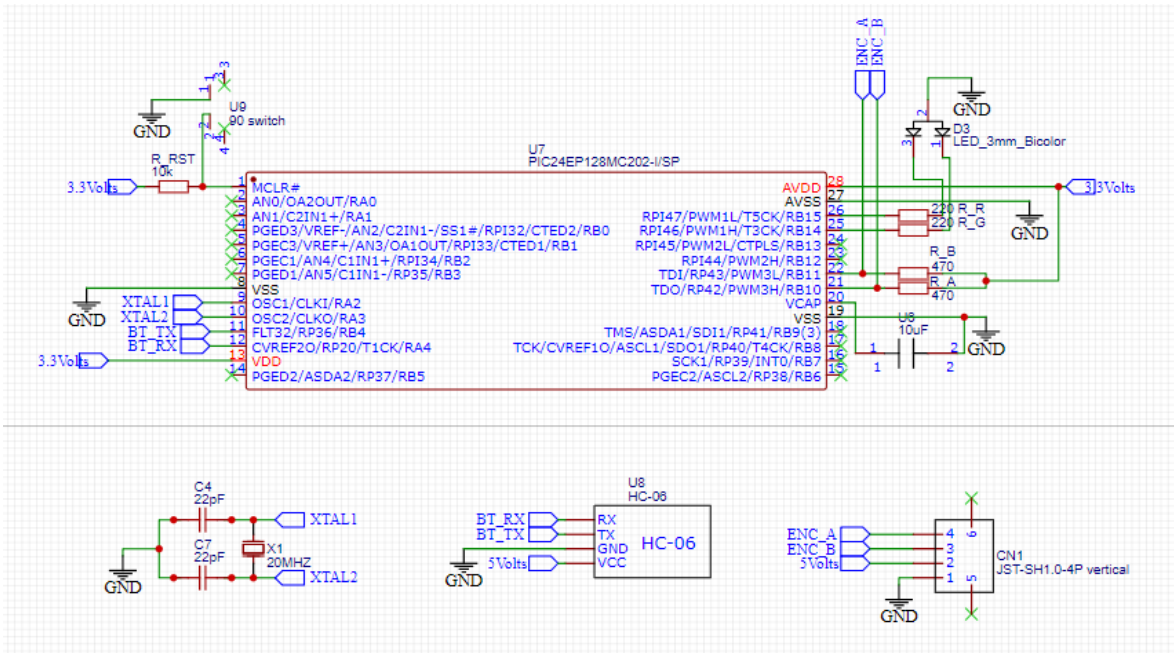 ENC_A
ENC_B
1
1
3
3
U9
90 switch
GND
2
2
4
4
2
GND
D3
LED_3mm_Bicolor
3
1
R_RST
10k
3.3Volts
U7
PIC24EP128MC202-I/SP
1 MCLR#
2 AN0/OA2OUT/RA0
3 AN1/C2IN1+/RA1
4 PGED3/VREF-/AN2/C2IN1-/SS1#/RPI32/CTED2/RB0
5 PGEC3/VREF+/AN3/OA1OUT/RPI33/CTED1/RB1
6 PGEC1/AN4/C1IN1+/RPI34/RB2
7 PGED1/AN5/C1IN1-/RP35/RB3
8 VSS
9 OSC1/CLKI/RA2
10 OSC2/CLKO/RA3
11 FLT32/RP36/RB4
12 CVREF2O/RP20/T1CK/RA4
13 VDD
14 PGED2/ASDA2/RP37/RB5
GND
XTAL1
XTAL2
BT_TX
BT_RX
3.3Volts
AVDD 28
AVSS 27
RPI47/PWM1L/T5CK/RB15 26
RPI46/PWM1H/T3CK/RB14 25
RPI45/PWM2L/CTPLS/RB13 24
RPI44/PWM2H/RB12 23
TDI/RP43/PWM3L/RB11 22
TDO/RP42/PWM3H/RB10 21
VCAP 20
VSS 19
TMS/ASDA1/SDI1/RP41/RB9(3) 18
TCK/CVREF1O/ASCL1/SDO1/RP40/T4CK/RB8 17
SCK1/RP39/INT0/RB7 16
PGEC2/ASCL2/RP38/RB6 15
3.3Volts
220 R_R
220 R_G
GND
R_B
470
R_A
470
10uF
1
2
1
2
GND
C4
22pF
XTAL1
C7
22pF
X1
20MHZ
XTAL2
GND
U8
HC-06
BT_RX
BT_TX
5Volts
GND
RX
TX
GND
VCC
HC-06
ENC_A
ENC_B
5Volts
GND
4
3
2
1
6
5
CN1
JST-SH1.0-4P vertical